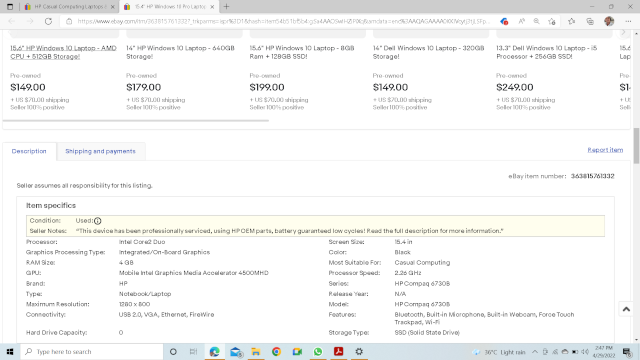 HP Casual Computing Laptop
15.4" HP Windows 10 Pro Laptop
15.6" HP Windows 10 Laptop - AMD CPU + 512GB Storage!
Pre-owned
$149.00
+ US $70.00 shipping
Seller 100% positive
14" HP Windows 10 Laptop - 640GB Storage!
Pre-owned
$179.00
+ US $70.00 shipping
Seller 100% positive
15.6" HP Windows 10 Laptop - 8GB Ram + 128GB SSD!
Pre-owned
$199.00
+ US $70.00 shipping
Seller 100% positive
14" Dell Windows 10 Laptop - 320GB Storage!
Pre-owned
$149.00
+ US $70.00 shipping
Seller 100% positive
13.3" Dell Windows 10 Laptop - i5 Processor + 256GB SSD!
Pre-owned
$249.00
+ US $70.00 shipping
Seller 100% positive
Description
Shipping and payments
Report item
eBay item number: 363815761332
Seller assumes all responsibility for this listing.
Item specifics
Condition: Used
Seller Notes: "This device has been professionally serviced, using HP OEM parts, battery guaranteed low cycles! Read the full description for more information."
Processor: Intel Core2 Duo
Screen Size: 15.4 in
Graphics Processing Type: Integrated/On-Board Graphics
Color: Black
RAM Size: 4 GB
Most Suitable For: Casual Computing
GPU: Mobile Intel Graphics Media Accelerator 4500MHD
Processor Speed: 2.26 GHz
Brand: HP
Series: HP Compaq 6730B
Type: Notebook/Laptop
Release Year: N/A
Maximum Resolution: 1280 x 800
Model: HP Compaq 6730B
Connectivity: USB 2.0, VGA, Ethernet, FireWire
Features: Bluetooth, Built-in Microphone, Built-in Webcam, Force Touch Trackpad, Wi-Fi
Hard Drive Capacity: 0
Storage Type: SSD (Solid State Drive)
Type here to search
36°C Light rain
2:47 PM
4/29/2022